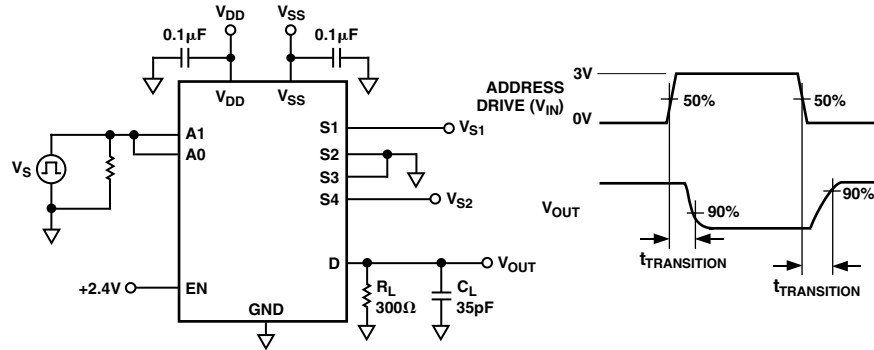 VDD VSS
0.1µF 0.1µF
VDD VSS
A1
A0
VS
S1 VS1
S2
S3
S4 VS2
D VOUT
+2.4V EN
RL
300Ω
CL
35pF
GND
ADDRESS
DRIVE (VIN)
3V
0V
50% 50%
VOUT
90% 90%
tTRANSITION
tTRANSITION